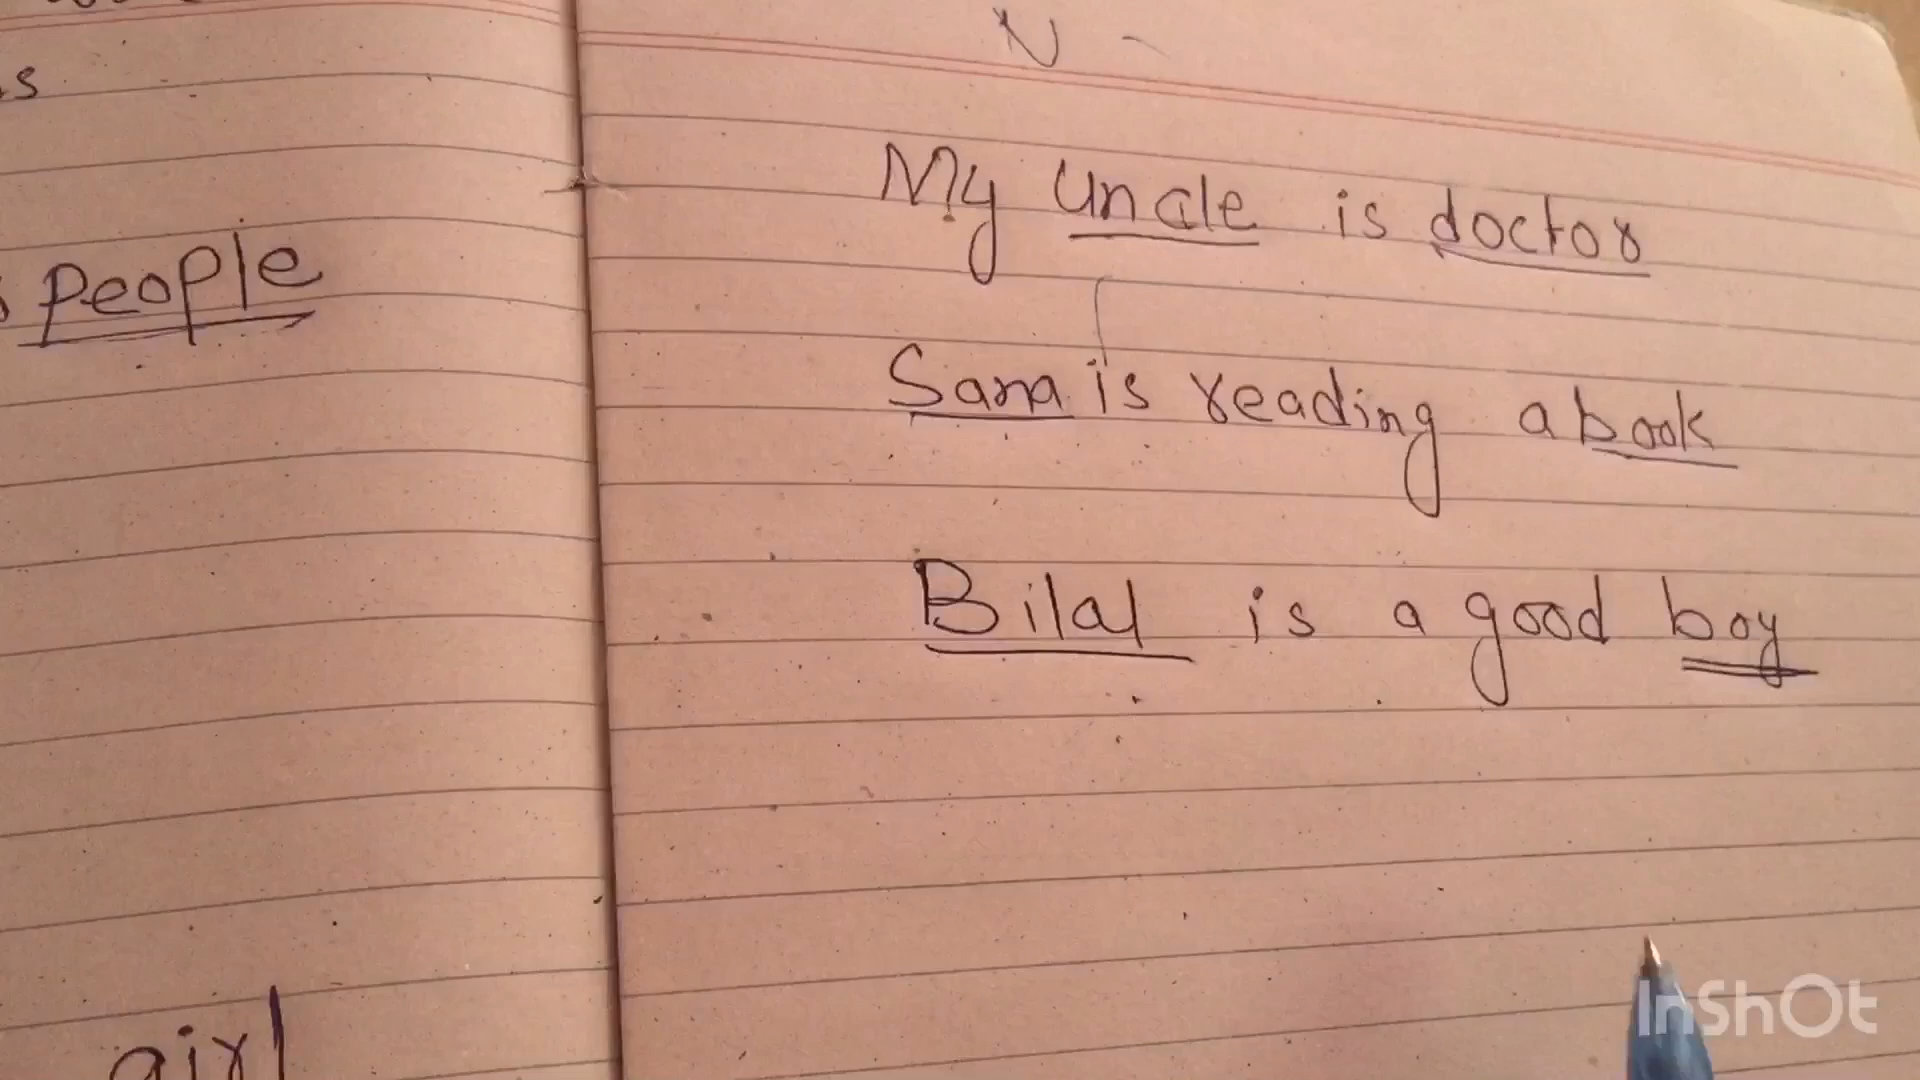 s
People
girl
N -
My uncle is doctor
Sara is reading a book
Bilal is a good boy
InShOt